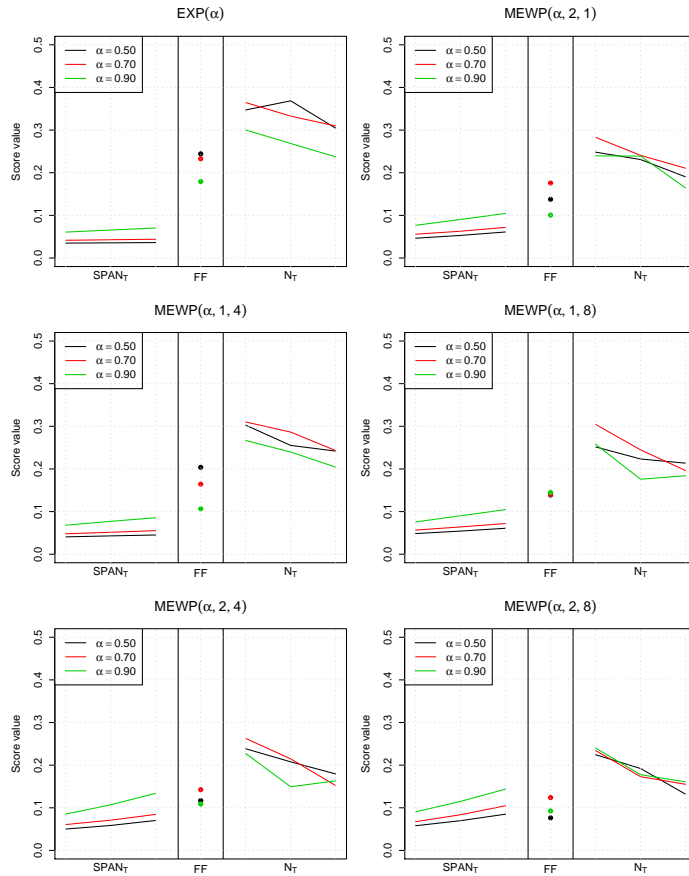 EXP(α)
0.0 0.1 0.2 0.3 0.4 0.5
Score value
α = 0.50
α = 0.70
α = 0.90
SPAN_T FF N_T
MEWP(α, 2, 1)
0.0 0.1 0.2 0.3 0.4 0.5
Score value
α = 0.50
α = 0.70
α = 0.90
SPAN_T FF N_T
MEWP(α, 1, 4)
0.0 0.1 0.2 0.3 0.4 0.5
Score value
α = 0.50
α = 0.70
α = 0.90
SPAN_T FF N_T
MEWP(α, 1, 8)
0.0 0.1 0.2 0.3 0.4 0.5
Score value
α = 0.50
α = 0.70
α = 0.90
SPAN_T FF N_T
MEWP(α, 2, 4)
0.0 0.1 0.2 0.3 0.4 0.5
Score value
α = 0.50
α = 0.70
α = 0.90
SPAN_T FF N_T
MEWP(α, 2, 8)
0.0 0.1 0.2 0.3 0.4 0.5
Score value
α = 0.50
α = 0.70
α = 0.90
SPAN_T FF N_T